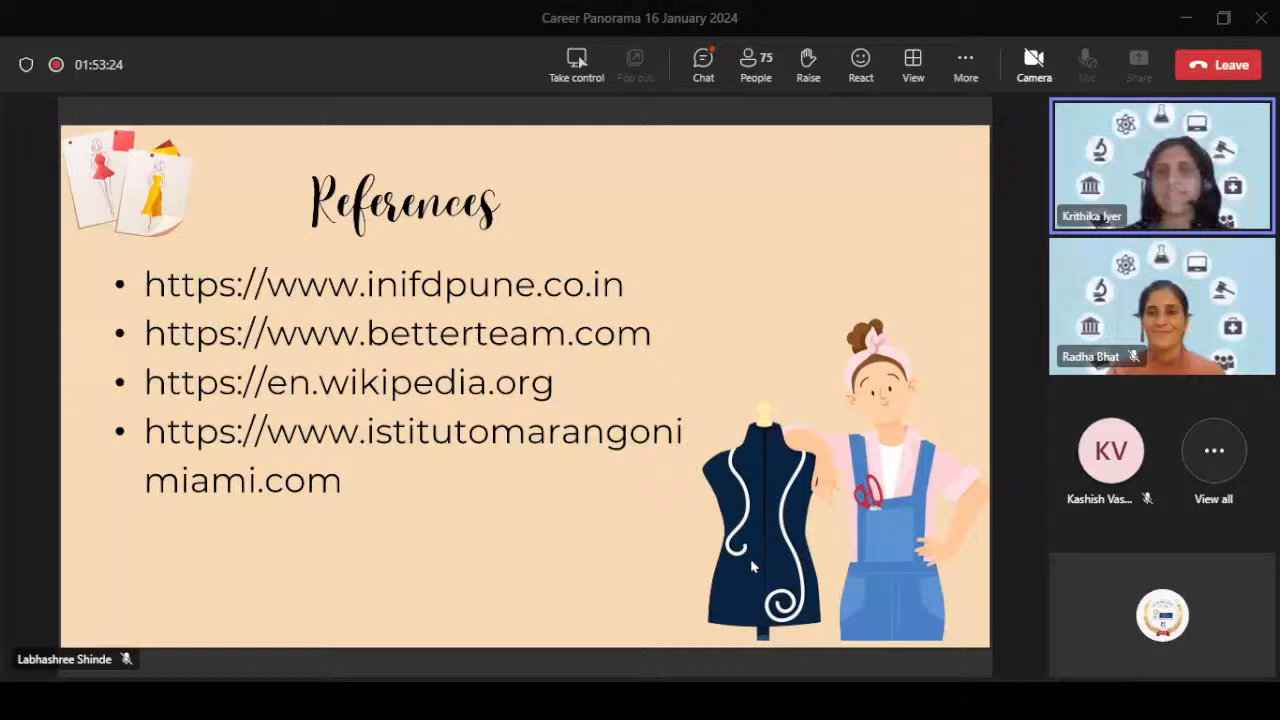 Career Panorama 16 January 2024
01:53:24
Take control
Pop out
Chat
75
People
Raise
React
View
More
Camera
Mic
Share
Leave
References
• https://www.inifdpune.co.in
• https://www.betterteam.com
• https://en.wikipedia.org
• https://www.istitutomarangoni
miami.com
Krithika Iyer
Radha Bhat
KV
Kashish Vas...
View all
Labhashree Shinde